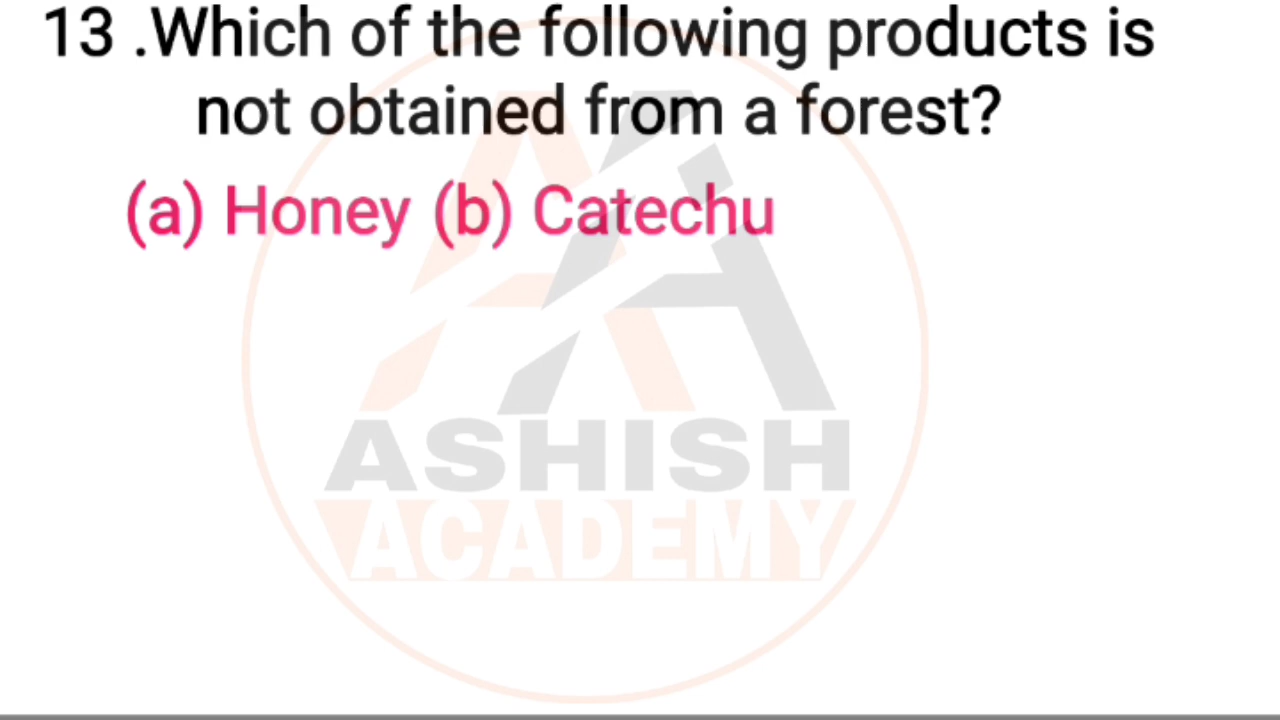 13 .Which of the following products is
not obtained from a forest?
(a) Honey (b) Catechu
ASHISH
ACADEMY